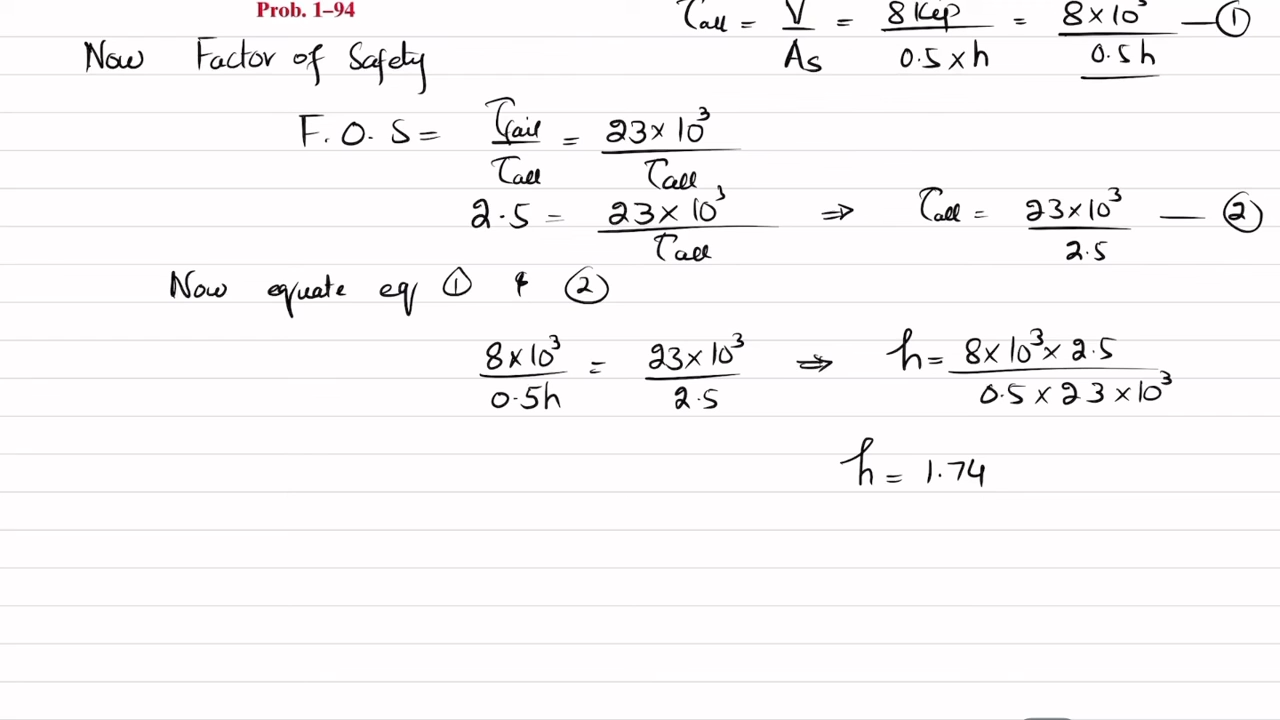 Prob. 1–94
τall = V/As = 8 kip/0.5 × h = 8 × 10³/0.5h — ①
Now Factor of Safety
F.O.S = τfail/τall = 23 × 10³/τall
2.5 = 23 × 10³/τall ⇒ τall = 23 × 10³/2.5 — ②
Now equate eq ① & ②
8 × 10³/0.5h = 23 × 10³/2.5 ⇒ h = 8 × 10³ × 2.5/0.5 × 23 × 10³
h = 1.74